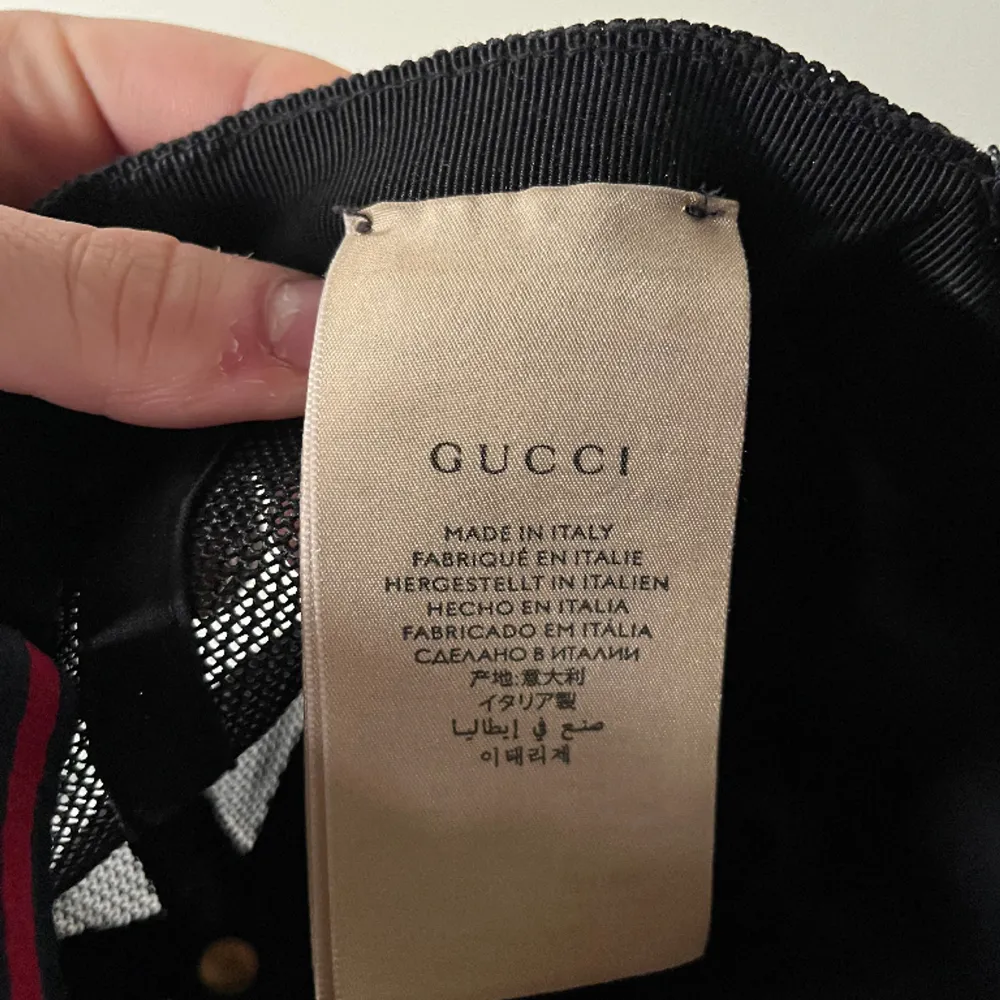 GUCCI
MADE IN ITALY
FABRIQUÉ EN ITALIE
HERGESTELLT IN ITALIEN
HECHO EN ITALIA
FABRICADO EM ITÁLIA
СДЕЛАНО В ИТАЛИИ
产地:意大利
イタリア製
صنع في إيطاليا
이태리제